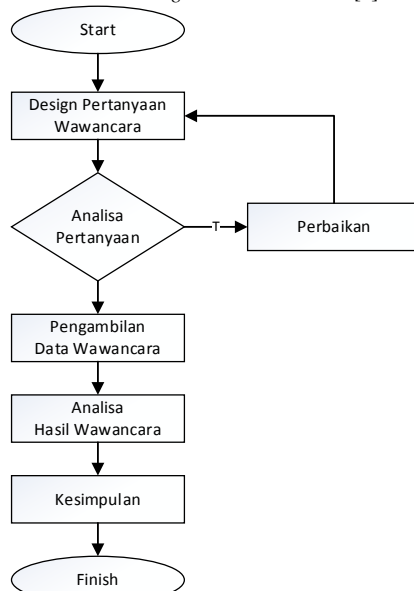 Start
Design Pertanyaan
Wawancara
Analisa
Pertanyaan
T
Perbaikan
Pengambilan
Data Wawancara
Analisa
Hasil Wawancara
Kesimpulan
Finish